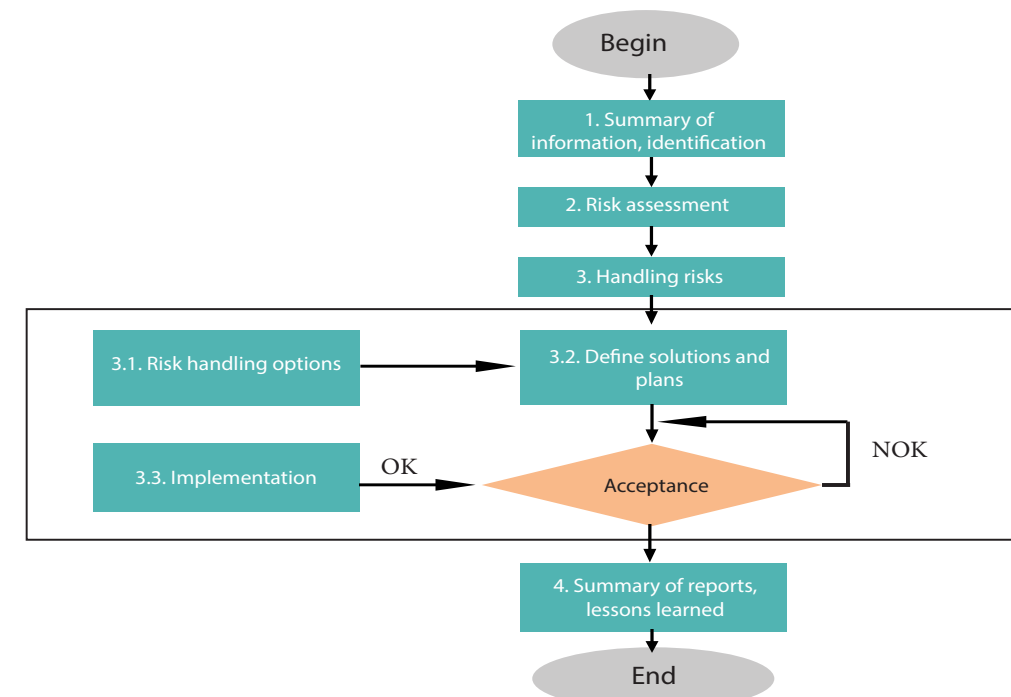 Begin
1. Summary of
information, identification
2. Risk assessment
3. Handling risks
3.1. Risk handling options
3.2. Define solutions and
plans
3.3. Implementation
OK
Acceptance
NOK
4. Summary of reports,
lessons learned
End